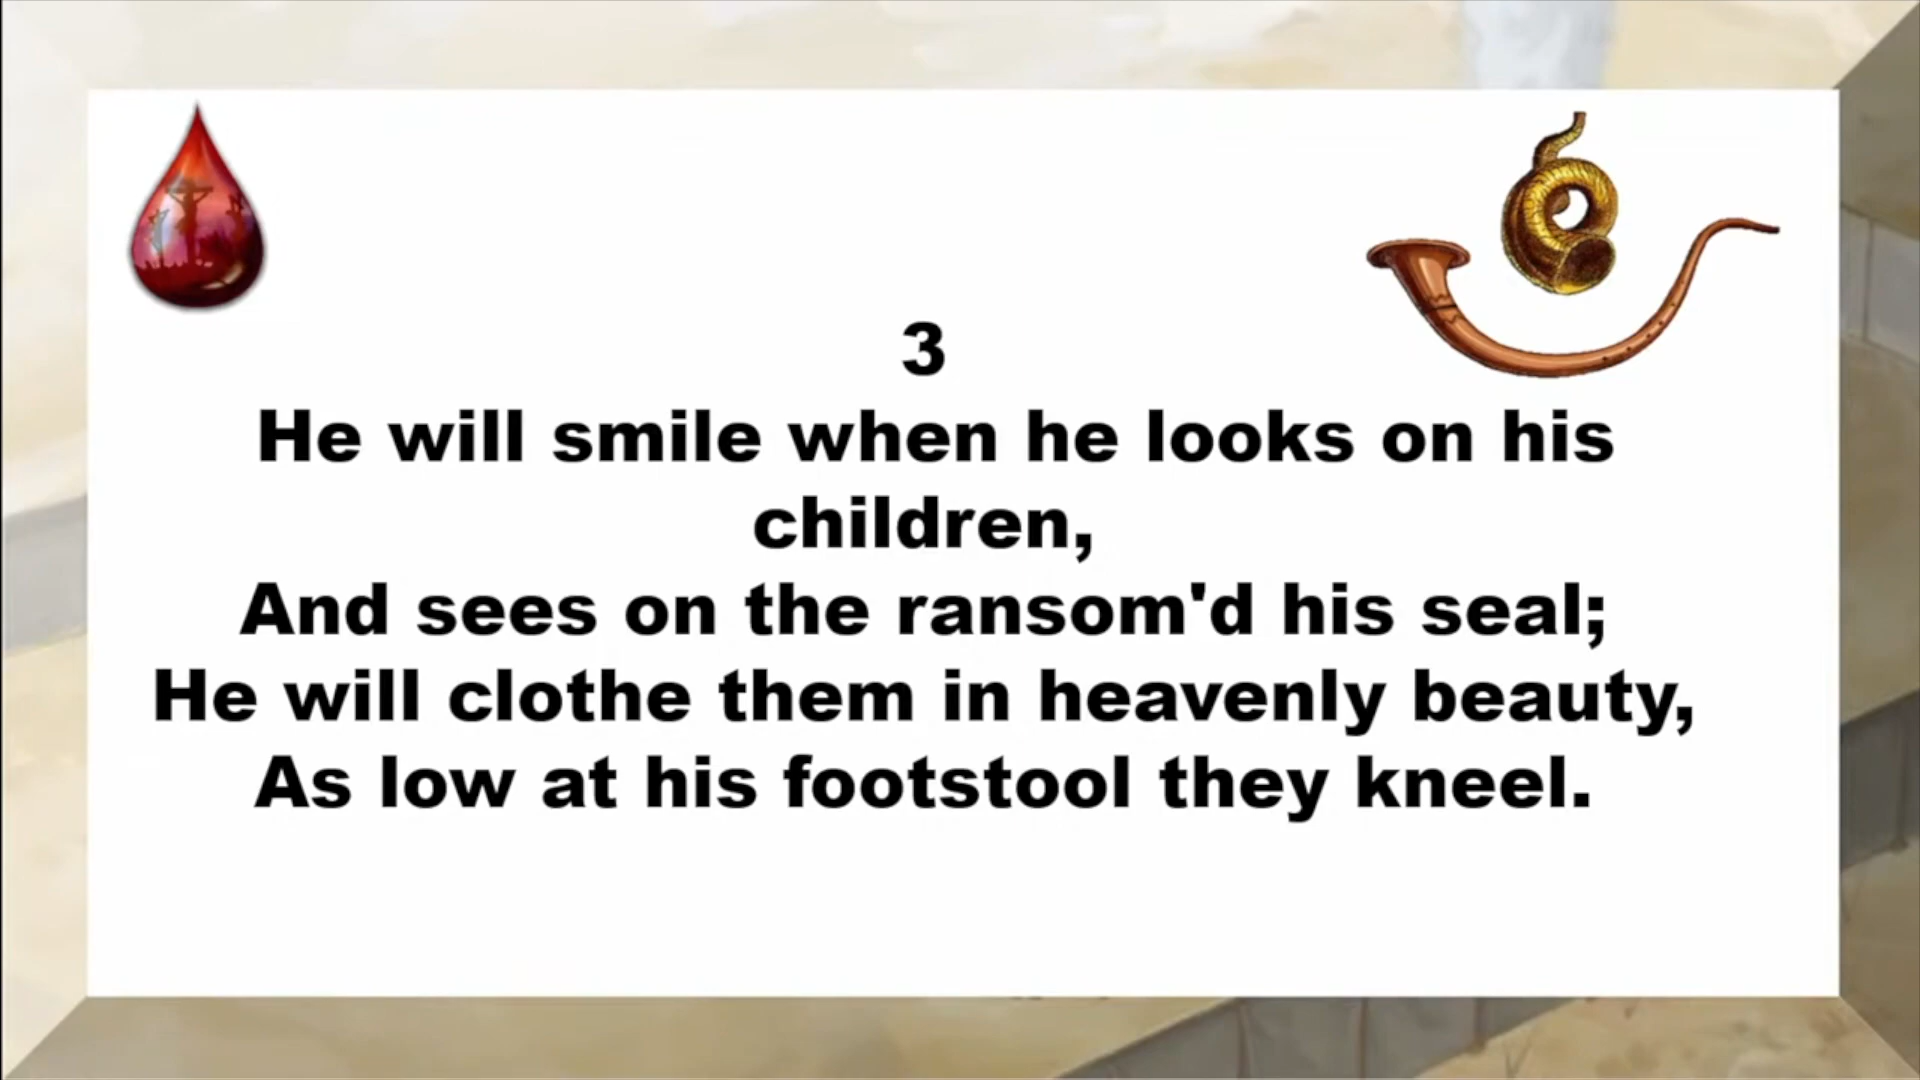 3
He will smile when he looks on his
children,
And sees on the ransom'd his seal;
He will clothe them in heavenly beauty,
As low at his footstool they kneel.